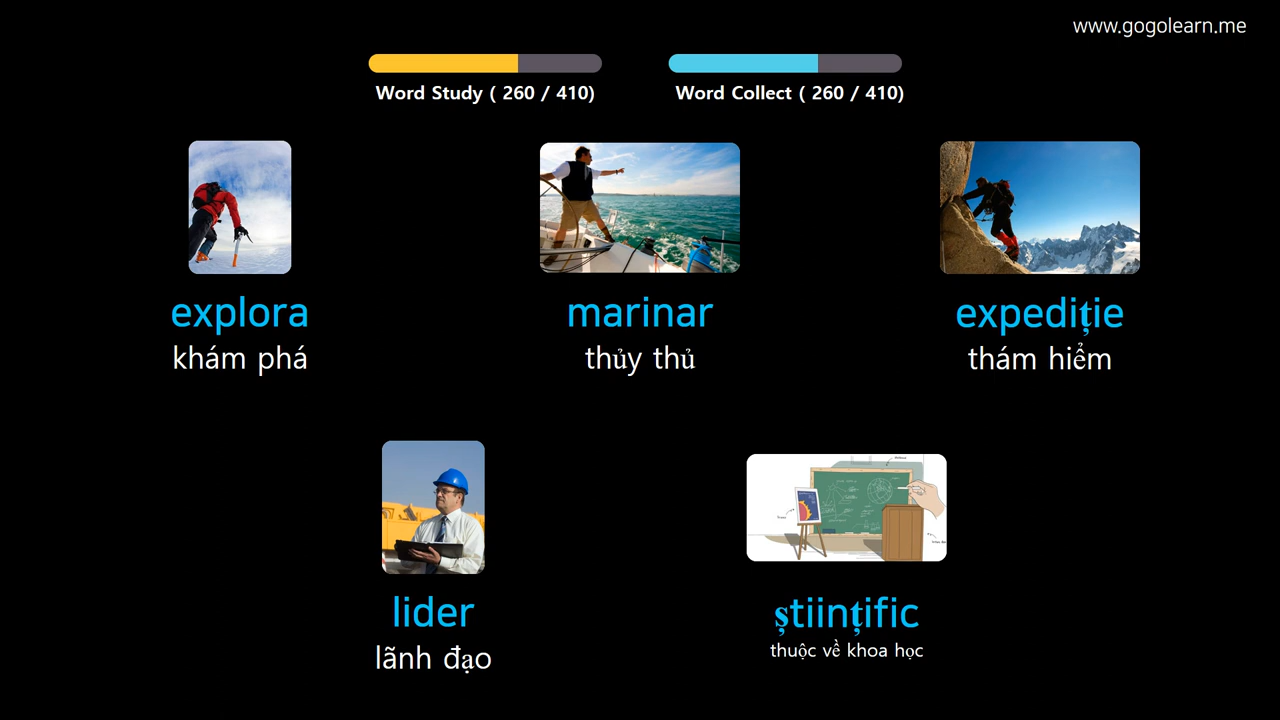 www.gogolearn.me
Word Study ( 260 / 410)
Word Collect ( 260 / 410)
explora
khám phá
marinar
thủy thủ
expediție
thám hiểm
lider
lãnh đạo
științific
thuộc về khoa học